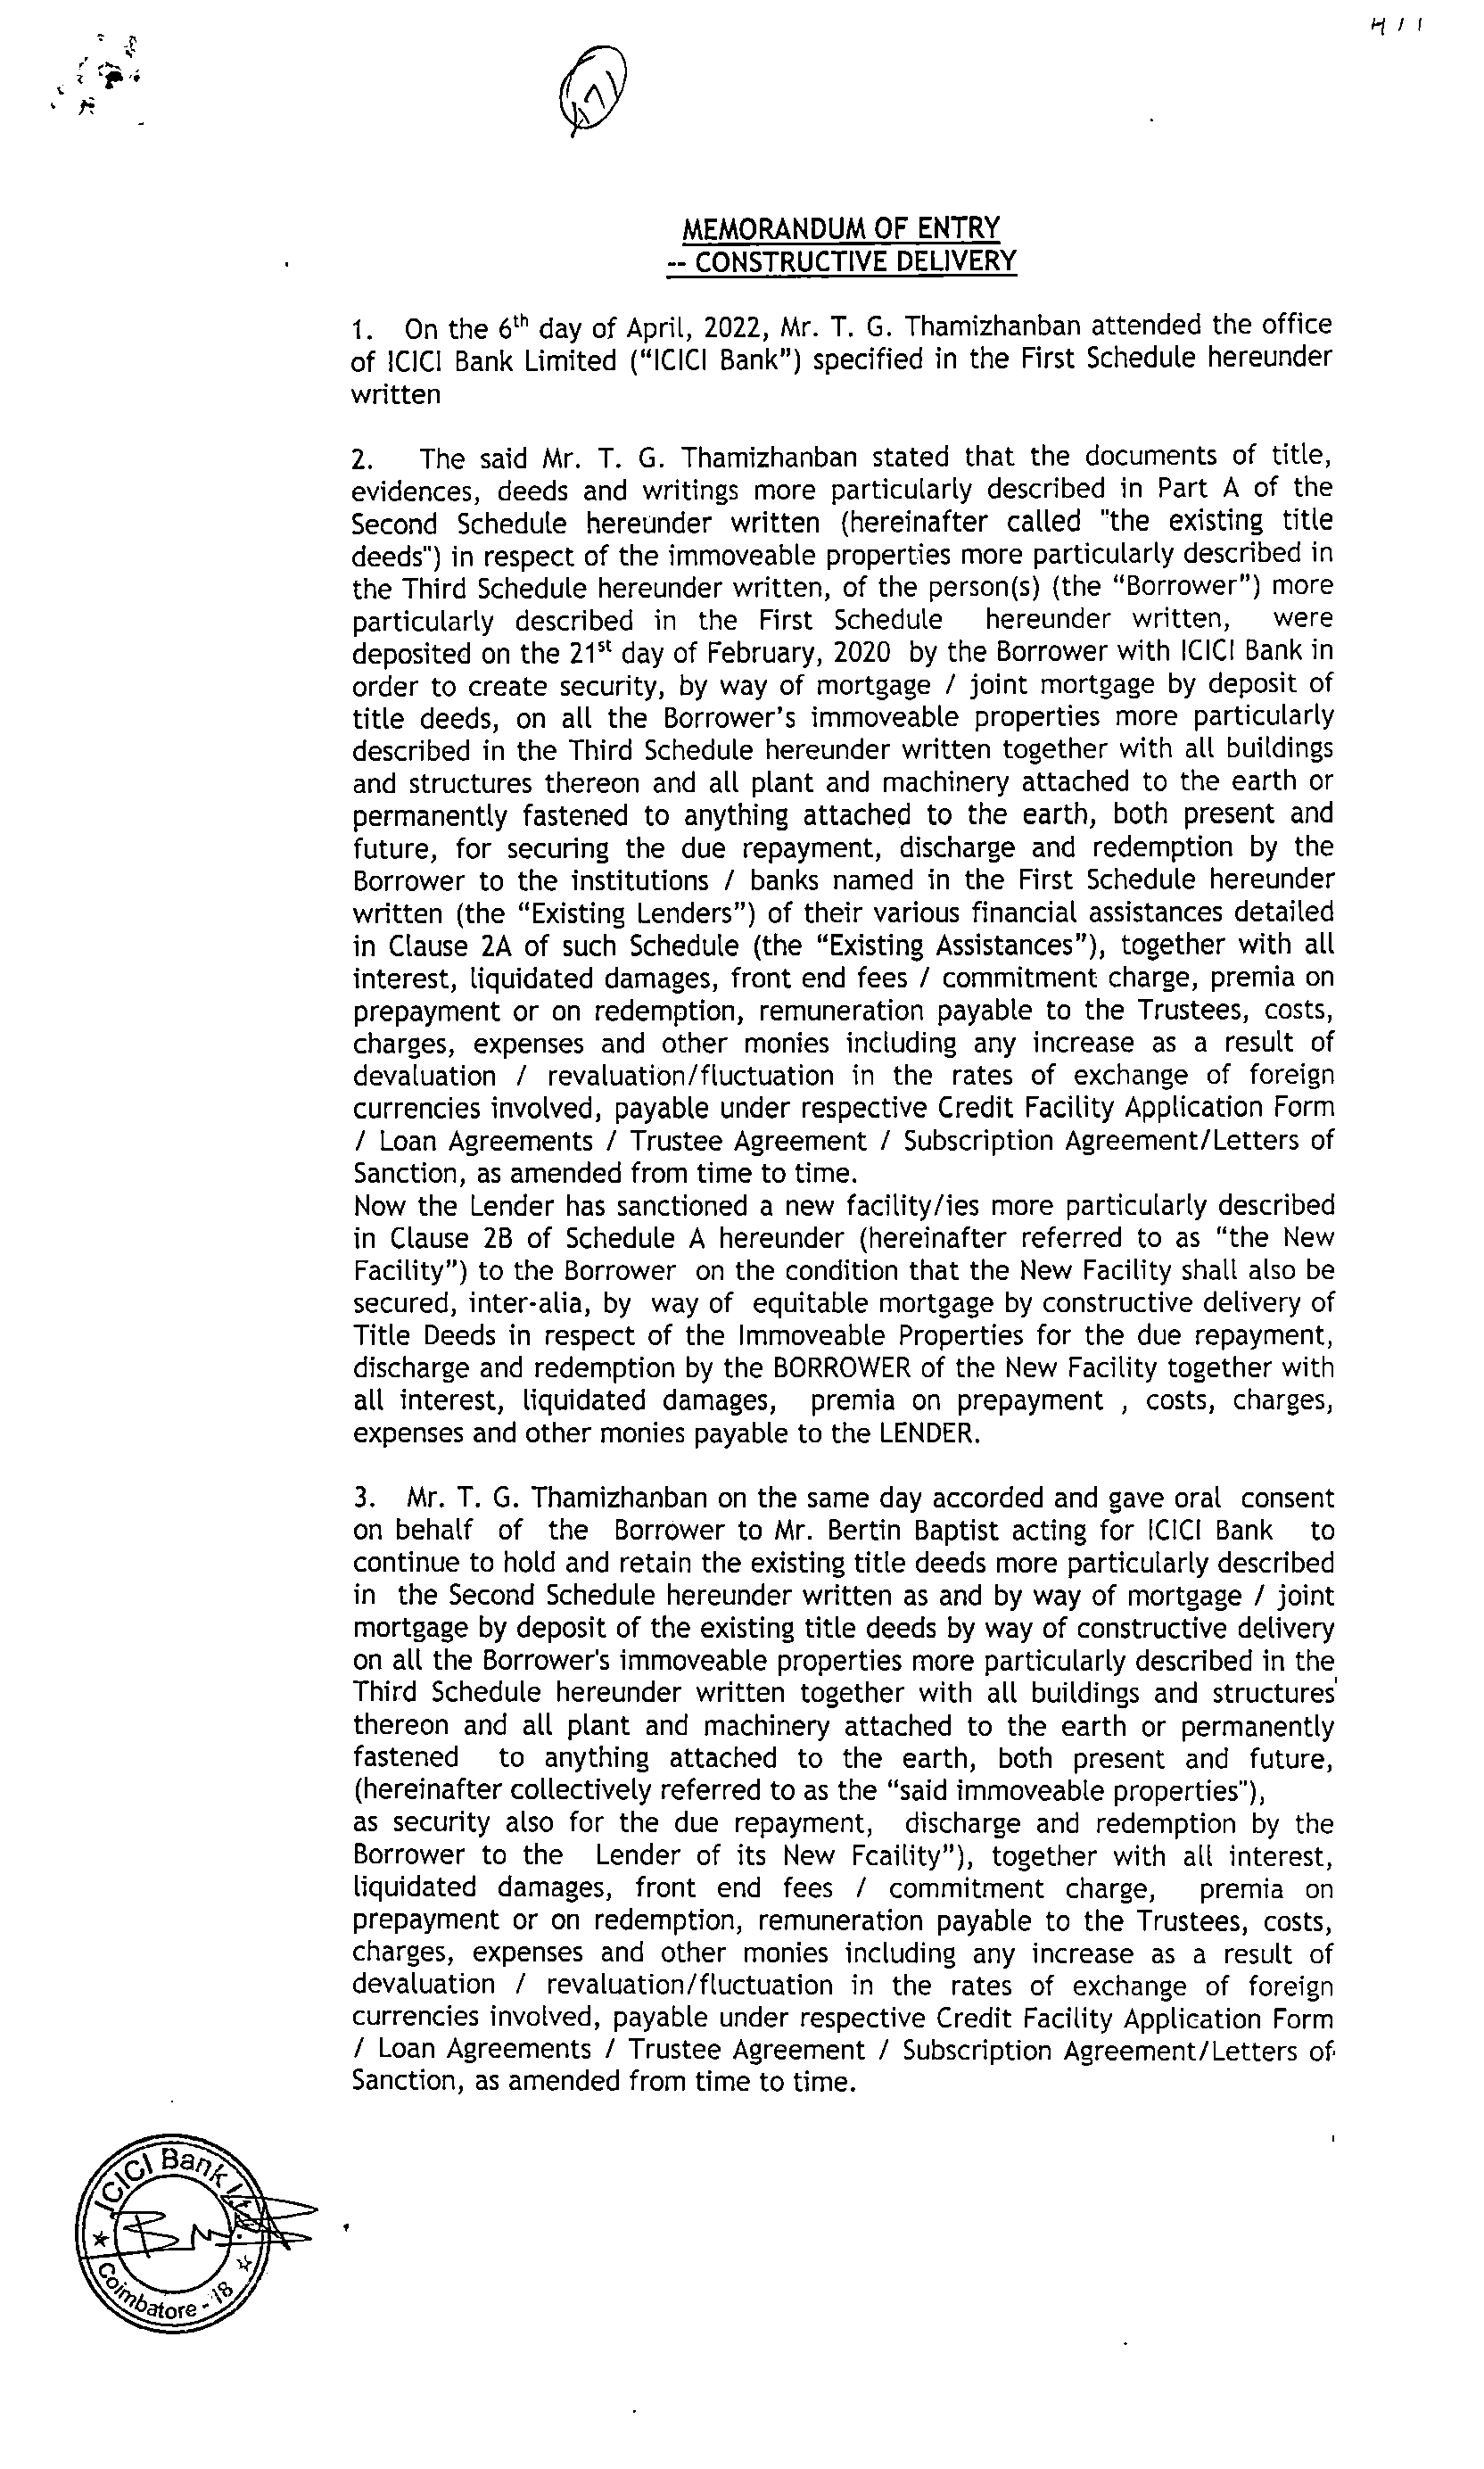 MEMORANDUM OF ENTRY
-- CONSTRUCTIVE DELIVERY
1. On the 6th day of April, 2022, Mr. T. G. Thamizhanban attended the office
of ICICI Bank Limited (“ICICI Bank”) specified in the First Schedule hereunder
written
2. The said Mr. T. G. Thamizhanban stated that the documents of title,
evidences, deeds and writings more particularly described in Part A of the
Second Schedule hereunder written (hereinafter called "the existing title
deeds") in respect of the immoveable properties more particularly described in
the Third Schedule hereunder written, of the person(s) (the “Borrower”) more
particularly described in the First Schedule hereunder written, were
deposited on the 21st day of February, 2020 by the Borrower with ICICI Bank in
order to create security, by way of mortgage / joint mortgage by deposit of
title deeds, on all the Borrower’s immoveable properties more particularly
described in the Third Schedule hereunder written together with all buildings
and structures thereon and all plant and machinery attached to the earth or
permanently fastened to anything attached to the earth, both present and
future, for securing the due repayment, discharge and redemption by the
Borrower to the institutions / banks named in the First Schedule hereunder
written (the “Existing Lenders”) of their various financial assistances detailed
in Clause 2A of such Schedule (the “Existing Assistances”), together with all
interest, liquidated damages, front end fees / commitment charge, premia on
prepayment or on redemption, remuneration payable to the Trustees, costs,
charges, expenses and other monies including any increase as a result of
devaluation / revaluation/fluctuation in the rates of exchange of foreign
currencies involved, payable under respective Credit Facility Application Form
/ Loan Agreements / Trustee Agreement / Subscription Agreement/Letters of
Sanction, as amended from time to time.
Now the Lender has sanctioned a new facility/ies more particularly described
in Clause 2B of Schedule A hereunder (hereinafter referred to as “the New
Facility”) to the Borrower on the condition that the New Facility shall also be
secured, inter-alia, by way of equitable mortgage by constructive delivery of
Title Deeds in respect of the Immoveable Properties for the due repayment,
discharge and redemption by the BORROWER of the New Facility together with
all interest, liquidated damages, premia on prepayment , costs, charges,
expenses and other monies payable to the LENDER.
3. Mr. T. G. Thamizhanban on the same day accorded and gave oral consent
on behalf of the Borrower to Mr. Bertin Baptist acting for ICICI Bank to
continue to hold and retain the existing title deeds more particularly described
in the Second Schedule hereunder written as and by way of mortgage / joint
mortgage by deposit of the existing title deeds by way of constructive delivery
on all the Borrower's immoveable properties more particularly described in the
Third Schedule hereunder written together with all buildings and structures
thereon and all plant and machinery attached to the earth or permanently
fastened to anything attached to the earth, both present and future,
(hereinafter collectively referred to as the “said immoveable properties"),
as security also for the due repayment, discharge and redemption by the
Borrower to the Lender of its New Fcaility”), together with all interest,
liquidated damages, front end fees / commitment charge, premia on
prepayment or on redemption, remuneration payable to the Trustees, costs,
charges, expenses and other monies including any increase as a result of
devaluation / revaluation/fluctuation in the rates of exchange of foreign
currencies involved, payable under respective Credit Facility Application Form
/ Loan Agreements / Trustee Agreement / Subscription Agreement/Letters of
Sanction, as amended from time to time.
ICICI Bank Ltd.
Coimbatore - 18